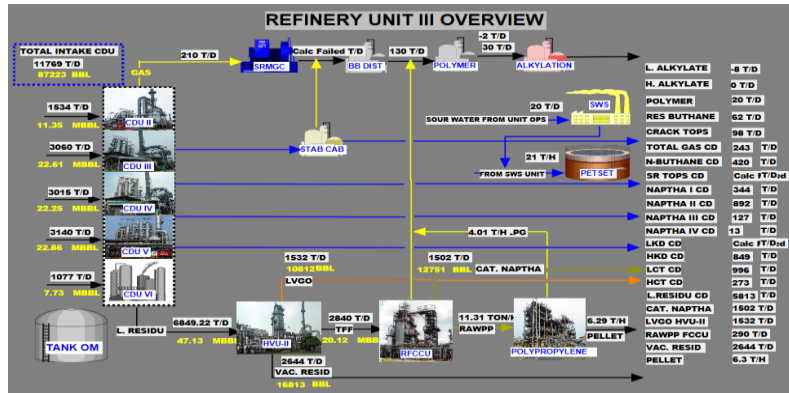 REFINERY UNIT III OVERVIEW
TOTAL INTAKE CDU
11769 T/D
87223 BBL
GAS
210 T/D
SRMGC
Calc Failed T/D
BB DIST
130 T/D
POLYMER
-2 T/D
30 T/D
ALKYLATION
1534 T/D
11.35 MBBL
CDU II
3060 T/D
22.61 MBBL
CDU III
3015 T/D
22.25 MBBL
CDU IV
3140 T/D
22.86 MBBL
CDU V
1077 T/D
7.73 MBBL
CDU VI
STAB CAB
20 T/D
SOUR WATER FROM UNIT OPS
SWS
21 T/H
FROM SWS UNIT
PETSET
4.01 T/H .PG
1532 T/D
10812BBL
LVGO
1502 T/D
12751 BBL
CAT. NAPTHA
TANK OM
L. RESIDU
6849.22 T/D
47.13 MBBL
HVU-II
2840 T/D
TFF
20.12 MBB
RFCCU
11.31 TON/H
RAWPP
POLYPROPYLENE
6.29 T/H
PELLET
2644 T/D
VAC. RESID
16813 BBL
L. ALKYLATE -8 T/D
H. ALKYLATE 0 T/D
POLYMER 20 T/D
RES BUTHANE 62 T/D
CRACK TOPS 98 T/D
TOTAL GAS CD 243 T/D
N-BUTHANE CD 420 T/D
SR TOPS CD Calc
NAPTHA I CD 344 T/D
NAPTHA II CD 892 T/D
NAPTHA III CD 127 T/D
NAPTHA IV CD 13 T/D
LKD CD Calc
HKD CD 849 T/D
LCT CD 996 T/D
HCT CD 273 T/D
L.RESIDU CD 5813 T/D
CAT. NAPTHA 1502 T/D
LVGO HVU-II 1532 T/D
RAWPP FCCU 290 T/D
VAC. RESID 2644 T/D
PELLET 6.3 T/H